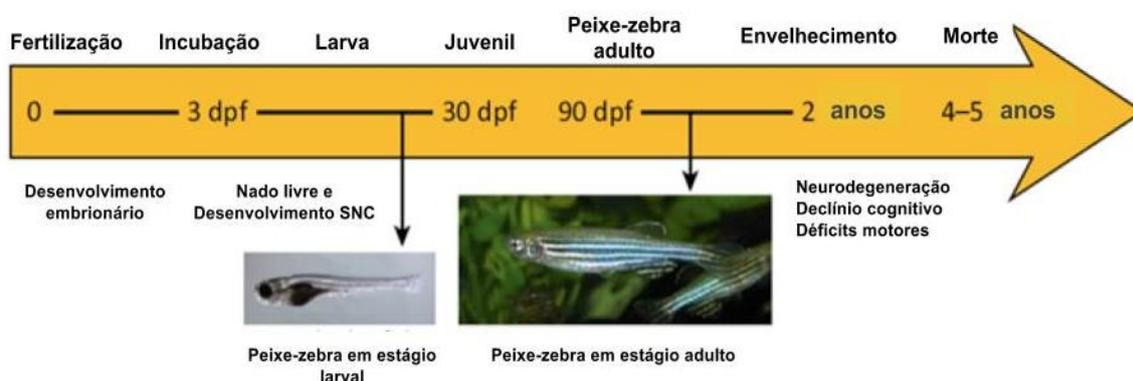 Fertilização
Incubação
Larva
Juvenil
Peixe-zebra
adulto
Envelhecimento
Morte
0
3 dpf
30 dpf
90 dpf
2 anos
4–5 anos
Desenvolvimento
embrionário
Nado livre e
Desenvolvimento SNC
Neurodegeneração
Declínio cognitivo
Déficits motores
Peixe-zebra em estágio
larval
Peixe-zebra em estágio adulto